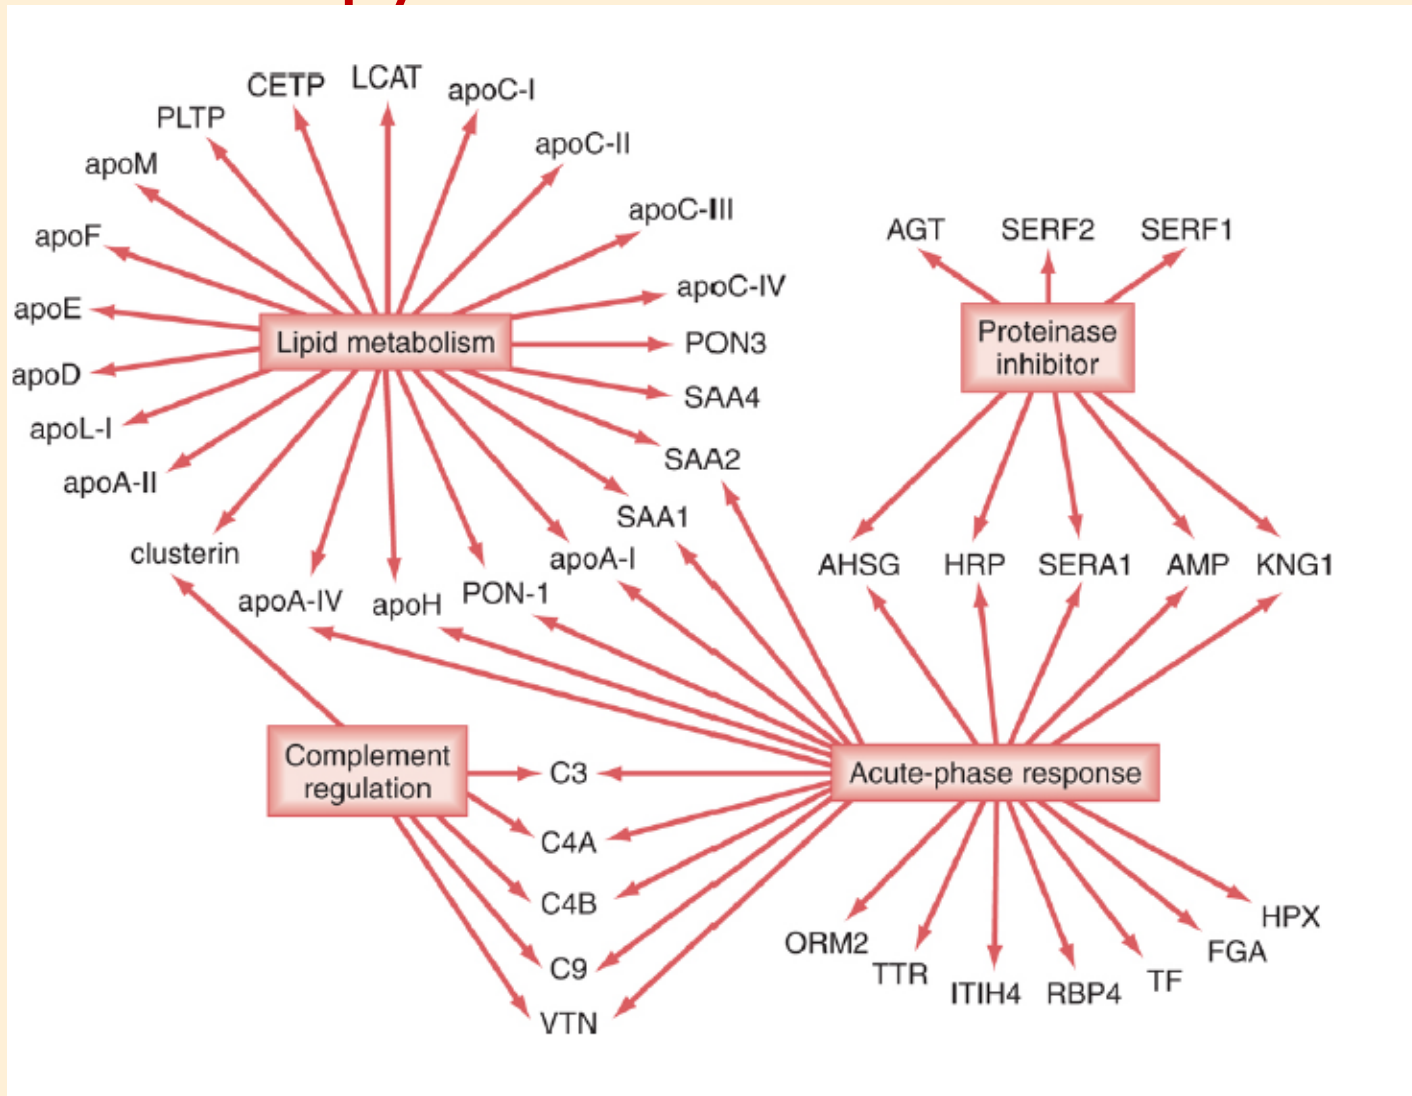 CETP
LCAT
apoC-I
PLTP
apoC-II
apoM
apoC-III
apoF
AGT
SERF2
SERF1
apoE
apoC-IV
Lipid metabolism
PON3
Proteinase
inhibitor
apoD
SAA4
apoL-I
SAA2
apoA-II
SAA1
clusterin
apoA-I
AHSG
HRP
SERA1
AMP
KNG1
apoA-IV
apoH
PON-1
Complement
regulation
C3
Acute-phase response
C4A
C4B
C9
VTN
ORM2
TTR
ITIH4
RBP4
TF
FGA
HPX